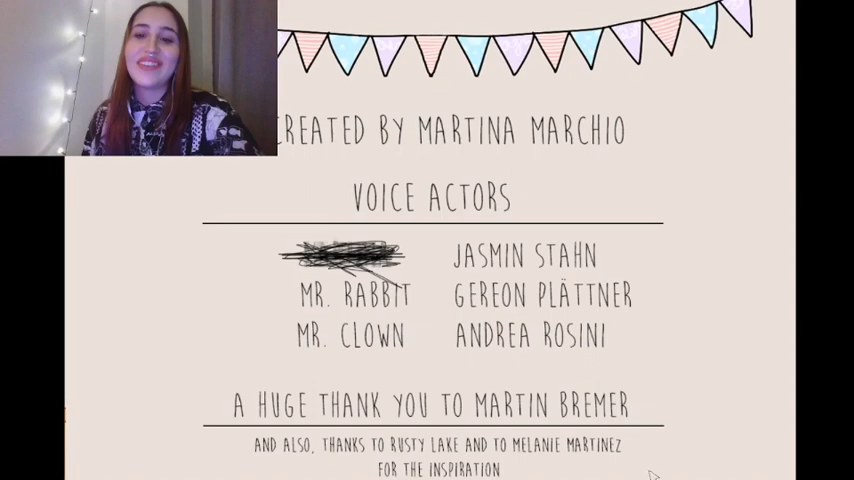 CREATED BY MARTINA MARCHIO
VOICE ACTORS
JASMIN STAHN
MR. RABBIT GEREON PLÄTTNER
MR. CLOWN ANDREA ROSINI
A HUGE THANK YOU TO MARTIN BREMER
AND ALSO, THANKS TO RUSTY LAKE AND TO MELANIE MARTINEZ
FOR THE INSPIRATION